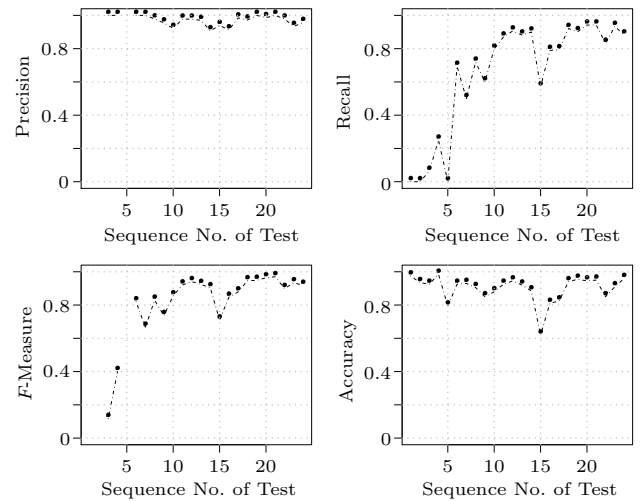 Precision
0.8
0.4
0
5 10 15 20
Sequence No. of Test
Recall
0.8
0.4
0
5 10 15 20
Sequence No. of Test
F-Measure
0.8
0.4
0
5 10 15 20
Sequence No. of Test
Accuracy
0.8
0.4
0
5 10 15 20
Sequence No. of Test